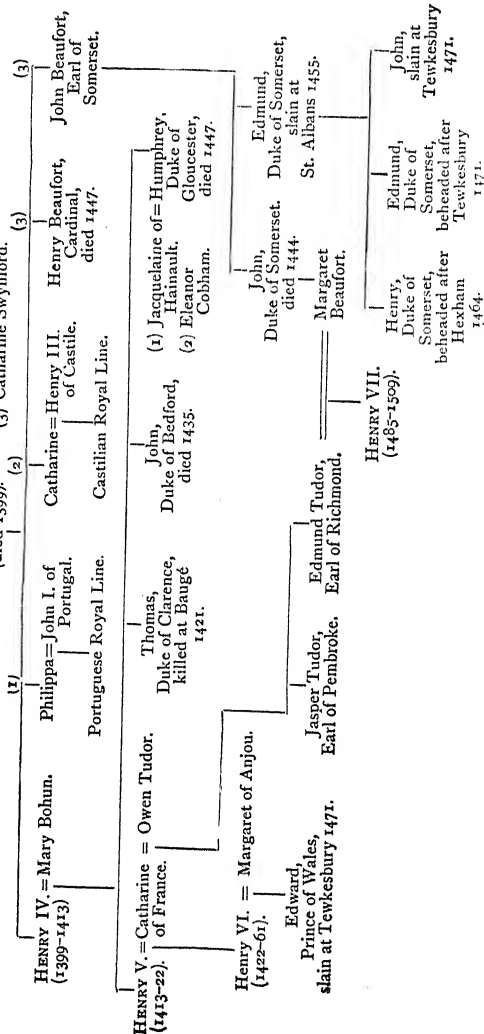 (died 1399). (3) Catharine Swynford.
(1) (2) (3) (3)
HENRY IV. = Mary Bohun.
(1399-1413)
Philippa = John I. of
Portugal.
Portuguese Royal Line.
Catharine = Henry III.
of Castile.
Castilian Royal Line.
Henry Beaufort,
Cardinal,
died 1447.
John Beaufort,
Earl of
Somerset.
HENRY V. = Catharine = Owen Tudor.
(1413-22). of France.
Thomas,
Duke of Clarence,
killed at Baugé
1421.
John,
Duke of Bedford,
died 1435.
(1) Jacquelaine of = Humphrey,
Hainault. Duke of
(2) Eleanor Gloucester,
Cobham. died 1447.
John,
Duke of Somerset.
died 1444.
Edmund,
Duke of Somerset,
slain at
St. Albans 1455.
Henry VI. = Margaret of Anjou.
(1422-61).
Jasper Tudor,
Earl of Pembroke.
Edmund Tudor,
Earl of Richmond.
Margaret
Beaufort.
Edward,
Prince of Wales,
slain at Tewkesbury 1471.
HENRY VII.
(1485-1509).
Henry,
Duke of
Somerset,
beheaded after
Hexham
1464.
Edmund,
Duke of
Somerset,
beheaded after
Tewkesbury
1471.
John,
slain at
Tewkesbury
1471.